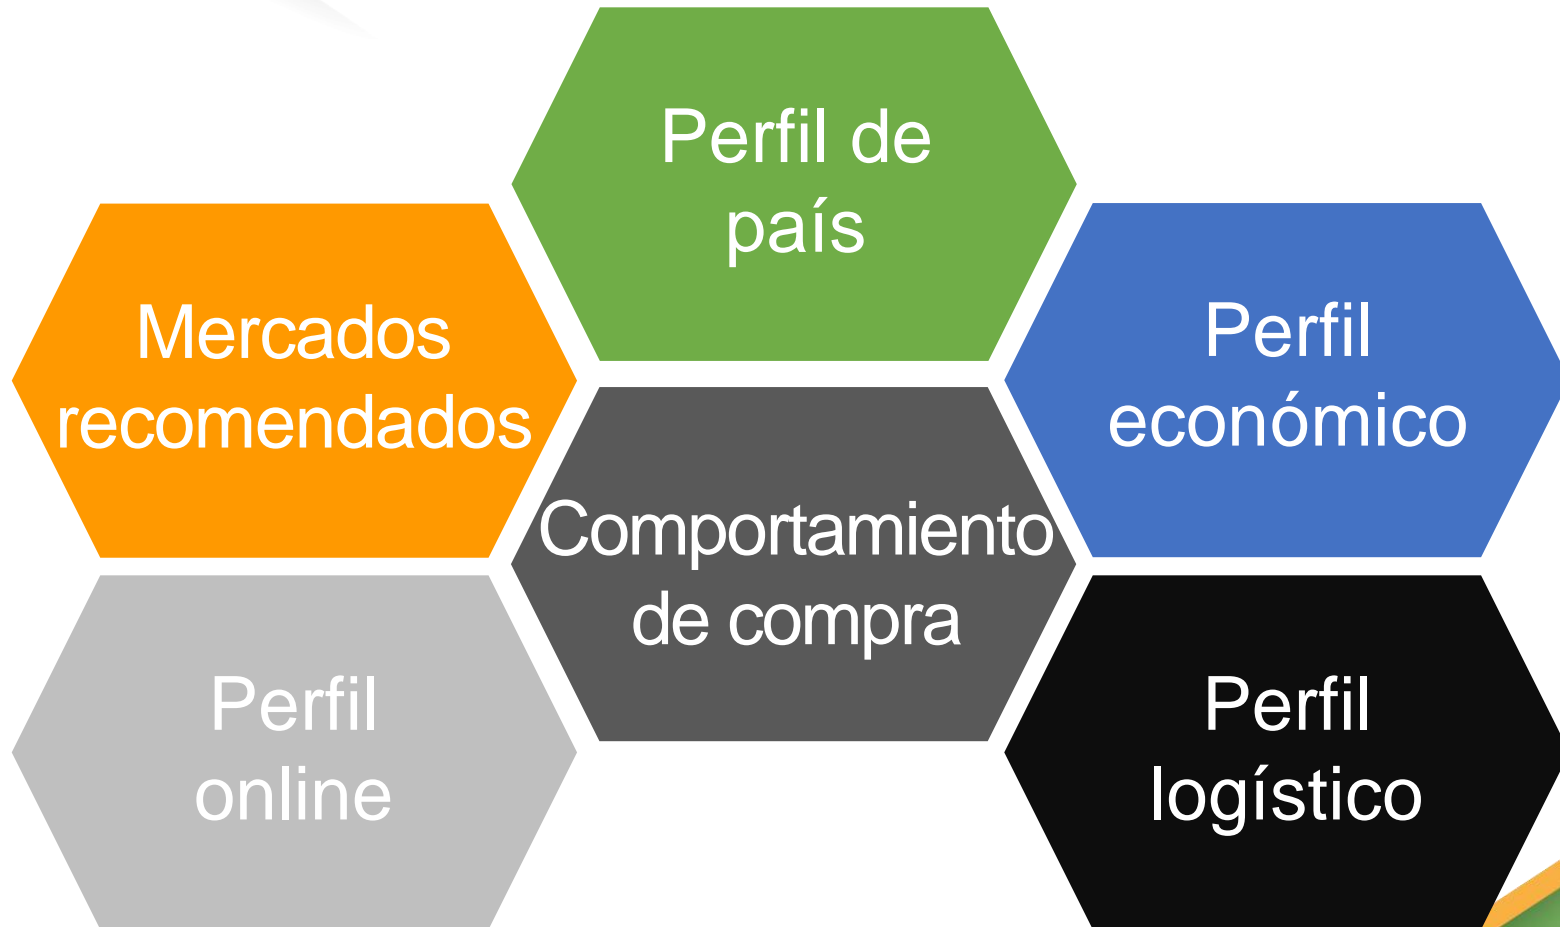 Perfil de
país
Mercados
recomendados
Perfil
económico
Comportamiento
de compra
Perfil
online
Perfil
logístico